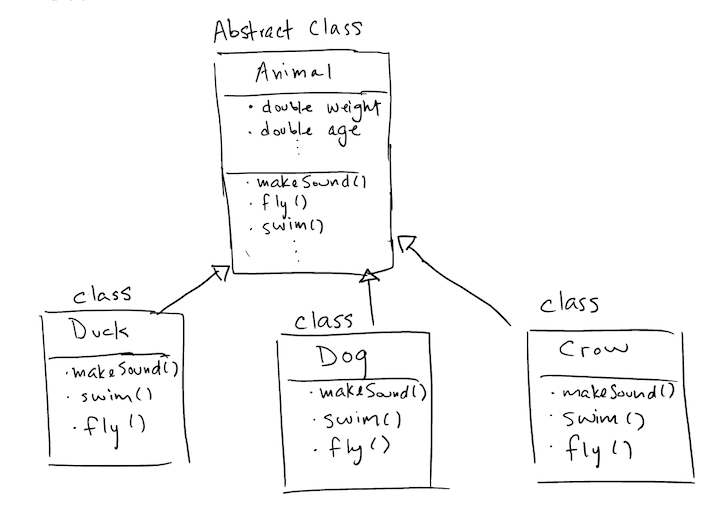 Abstract Class
Animal
· double weight
· double age
· makeSound()
· fly()
· swim()
class
Duck
· makeSound()
· swim()
· fly()
class
Dog
· makeSound()
· swim()
· fly()
class
Crow
· makeSound()
· swim()
· fly()